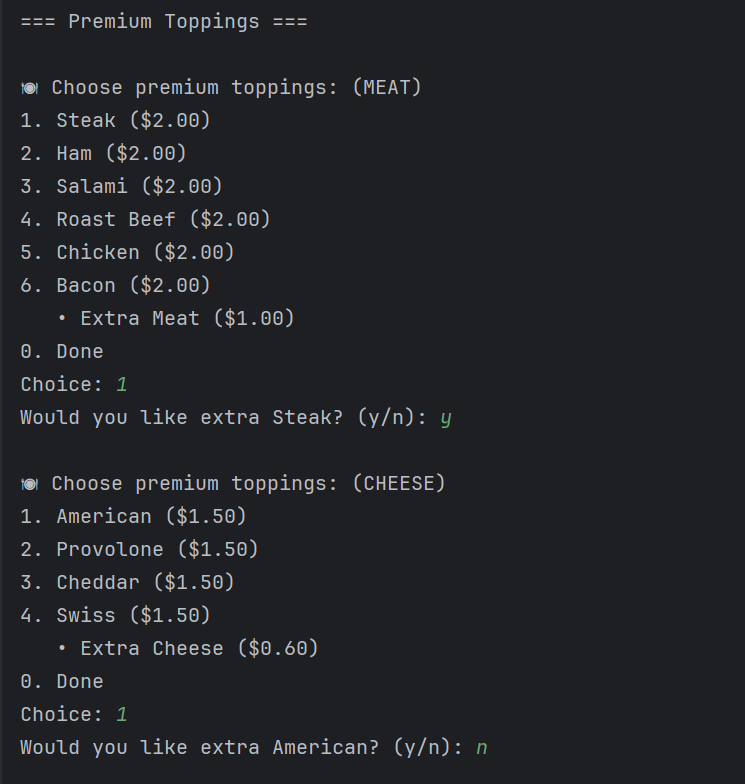 === Premium Toppings ===
🍽 Choose premium toppings: (MEAT)
1. Steak ($2.00)
2. Ham ($2.00)
3. Salami ($2.00)
4. Roast Beef ($2.00)
5. Chicken ($2.00)
6. Bacon ($2.00)
• Extra Meat ($1.00)
0. Done
Choice: 1
Would you like extra Steak? (y/n): y
🍽 Choose premium toppings: (CHEESE)
1. American ($1.50)
2. Provolone ($1.50)
3. Cheddar ($1.50)
4. Swiss ($1.50)
• Extra Cheese ($0.60)
0. Done
Choice: 1
Would you like extra American? (y/n): n